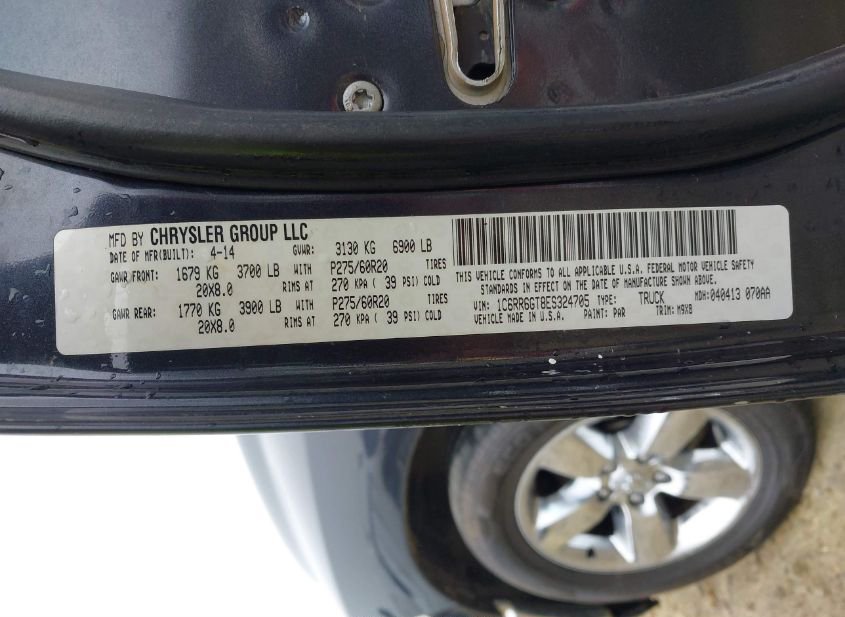 MFD BY CHRYSLER GROUP LLC
DATE OF MFR(BUILT): 4-14 GVWR: 3130 KG 6900 LB
GAWR FRONT: 1679 KG 3700 LB WITH P275/60R20 TIRES
20X8.0 RIMS AT 270 KPA ( 39 PSI) COLD
GAWR REAR: 1770 KG 3900 LB WITH P275/60R20 TIRES
20X8.0 RIMS AT 270 KPA ( 39 PSI) COLD
THIS VEHICLE CONFORMS TO ALL APPLICABLE U.S.A. FEDERAL MOTOR VEHICLE SAFETY
STANDARDS IN EFFECT ON THE DATE OF MANUFACTURE SHOWN ABOVE.
VIN: 1C6RR6GT8ES324705 TYPE: TRUCK MDH: 040413 070AA
VEHICLE MADE IN U.S.A. PAINT: PAR TRIM: M9X8